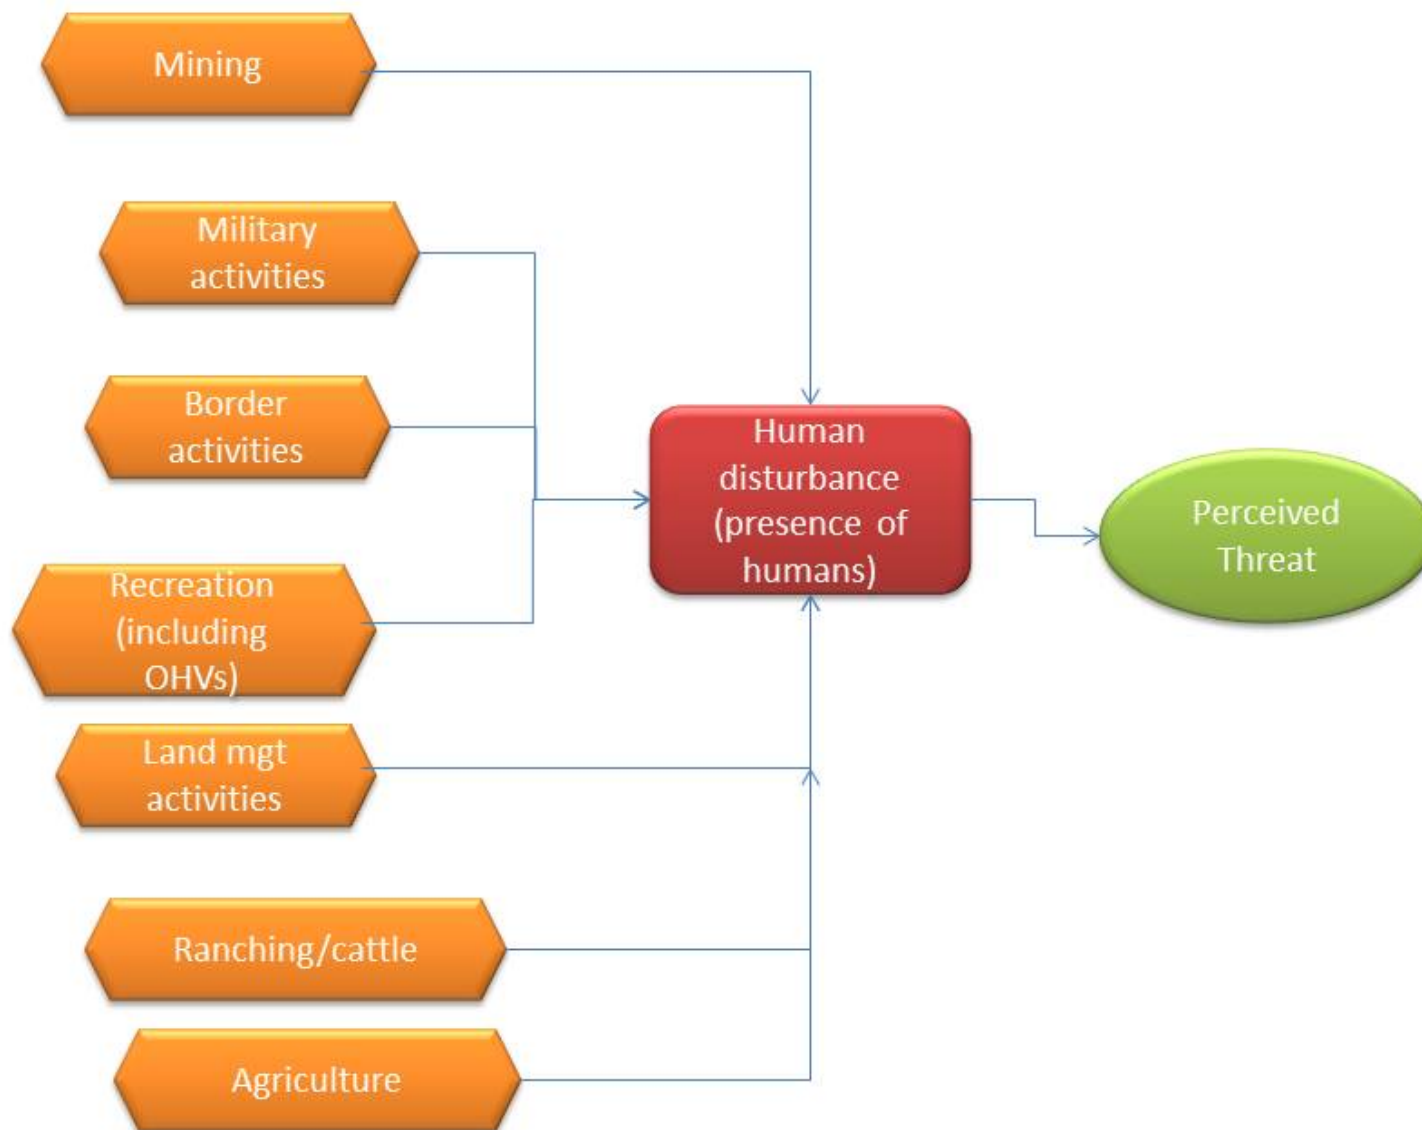 Mining
Military
activities
Border
activities
Recreation
(including
OHVs)
Land mgt
activities
Ranching/cattle
Agriculture
Human
disturbance
(presence of
humans)
Perceived
Threat